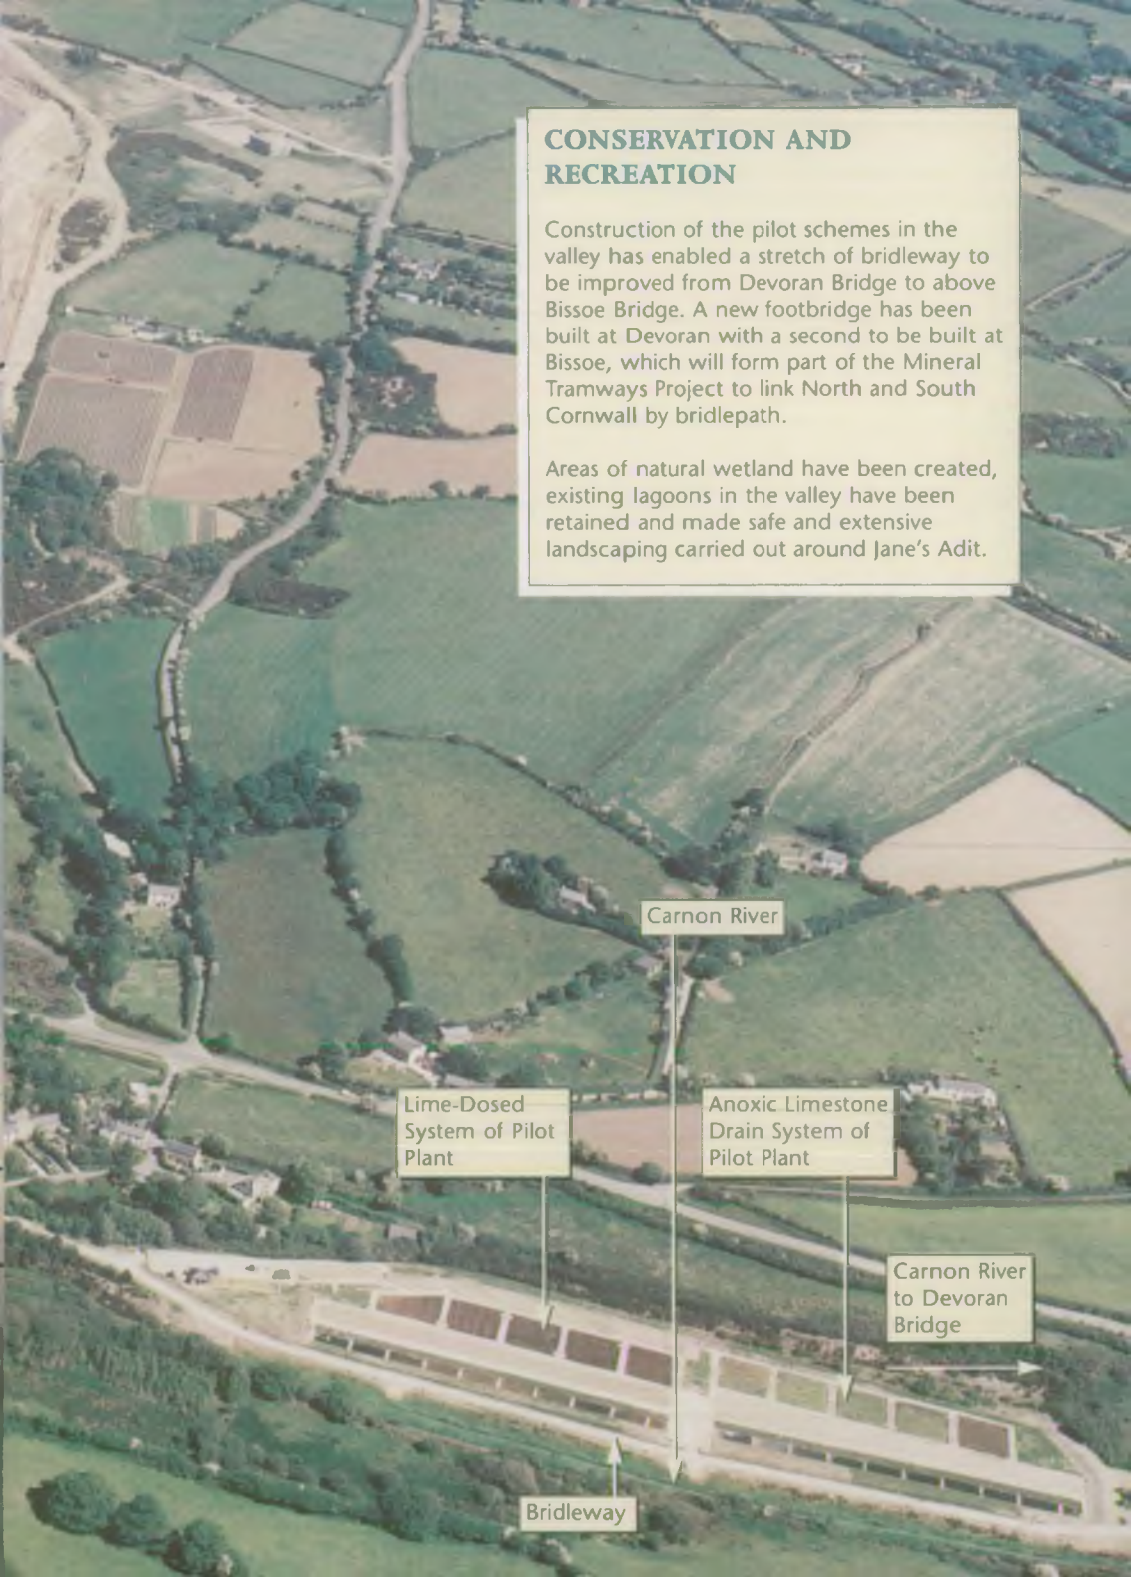 CONSERVATION AND
RECREATION
Construction of the pilot schemes in the
valley has enabled a stretch of bridleway to
be improved from Devoran Bridge to above
Bissoe Bridge. A new footbridge has been
built at Devoran with a second to be built at
Bissoe, which will form part of the Mineral
Tramways Project to link North and South
Cornwall by bridlepath.
Areas of natural wetland have been created,
existing lagoons in the valley have been
retained and made safe and extensive
landscaping carried out around Jane's Adit.
Carnon River
Lime-Dosed
System of Pilot
Plant
Anoxic Limestone
Drain System of
Pilot Plant
Carnon River
to Devoran
Bridge
Bridleway